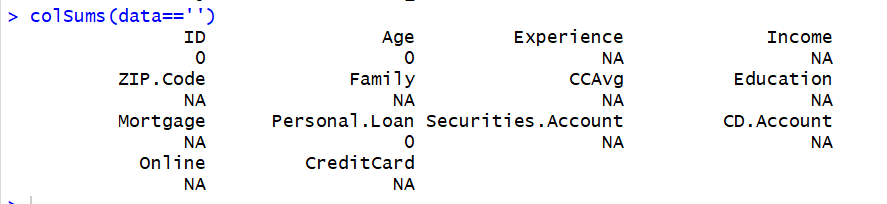 > colSums(data=='')
ID Age Experience Income
0 0 NA NA
ZIP.Code Family CCAvg Education
NA NA NA NA
Mortgage Personal.Loan Securities.Account CD.Account
NA 0 NA NA
Online CreditCard
NA NA
>